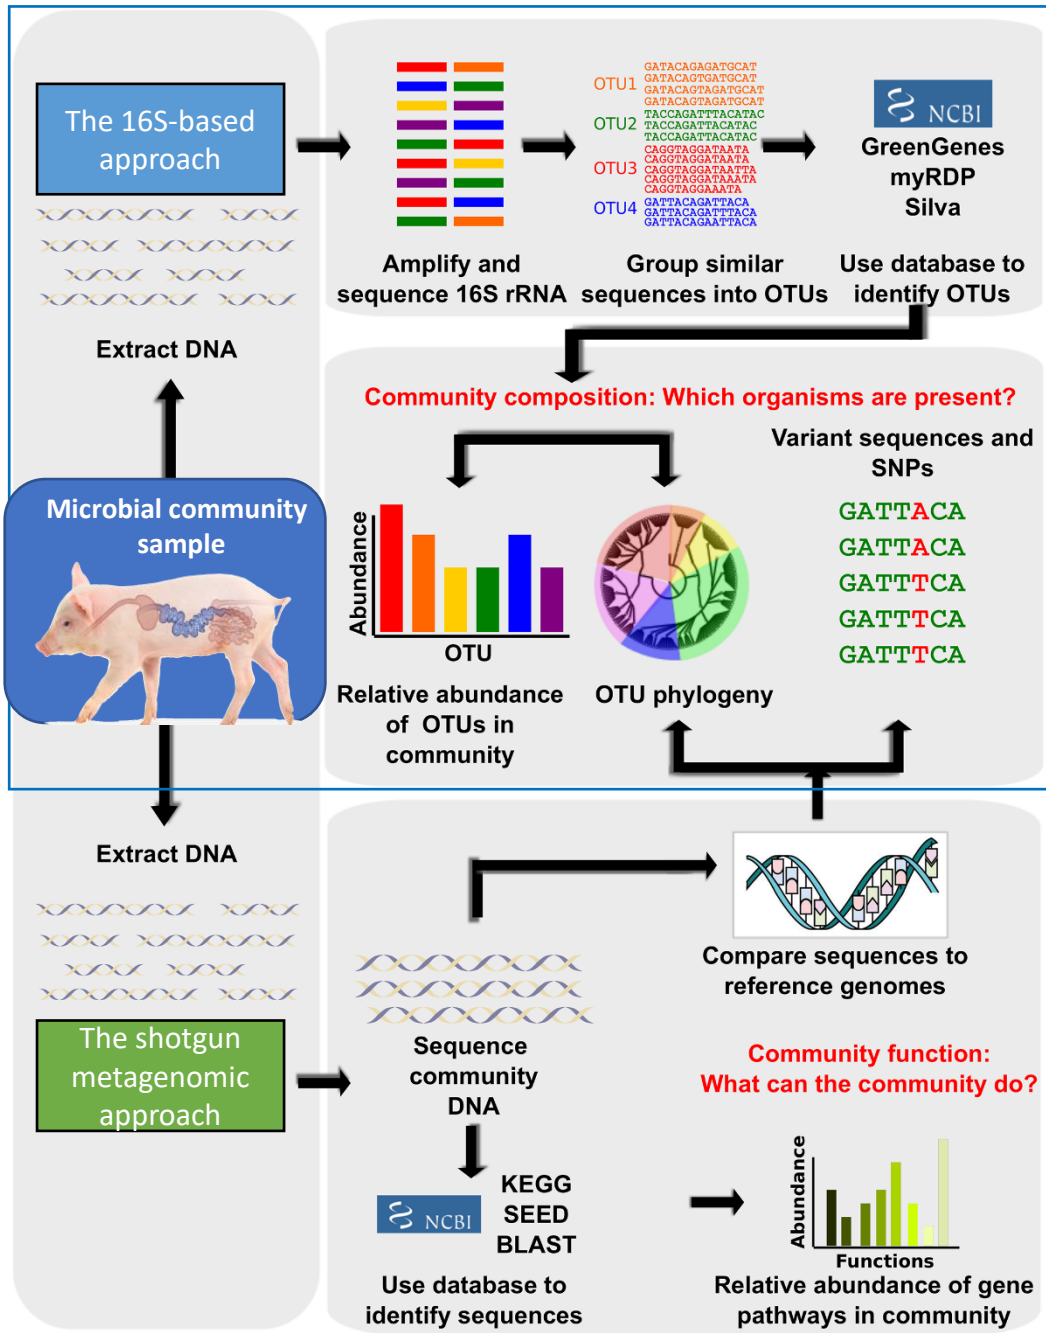 The 16S-based
approach
Extract DNA
Microbial community
sample
Extract DNA
The shotgun
metagenomic
approach
OTU1
GATACAGAGATGCAT
GATACAGTGATGCAT
GATACAGTAGATGCAT
GATACAGTAGATGCAT
OTU2
TACCAGATTTACATAC
TACCAGATTACATAC
TACCAGATTACATAC
OTU3
CAGGTAGGATAATA
CAGGTAGGATAATA
CAGGTAGGATAATTA
CAGGTAGGATAAATA
CAGGTAGGAAATA
OTU4
GATTACAGATTACA
GATTACAGATTTACA
GATTACAGAATTACA
NCBI
GreenGenes
myRDP
Silva
Amplify and
sequence 16S rRNA
Group similar
sequences into OTUs
Use database to
identify OTUs
Community composition: Which organisms are present?
Variant sequences and
SNPs
GATTACA
GATTACA
GATTTCA
GATTTCA
GATTTCA
Abundance
OTU
Relative abundance
of OTUs in
community
OTU phylogeny
Compare sequences to
reference genomes
Sequence
community
DNA
Community function:
What can the community do?
NCBI
KEGG
SEED
BLAST
Use database to
identify sequences
Abundance
Functions
Relative abundance of gene
pathways in community